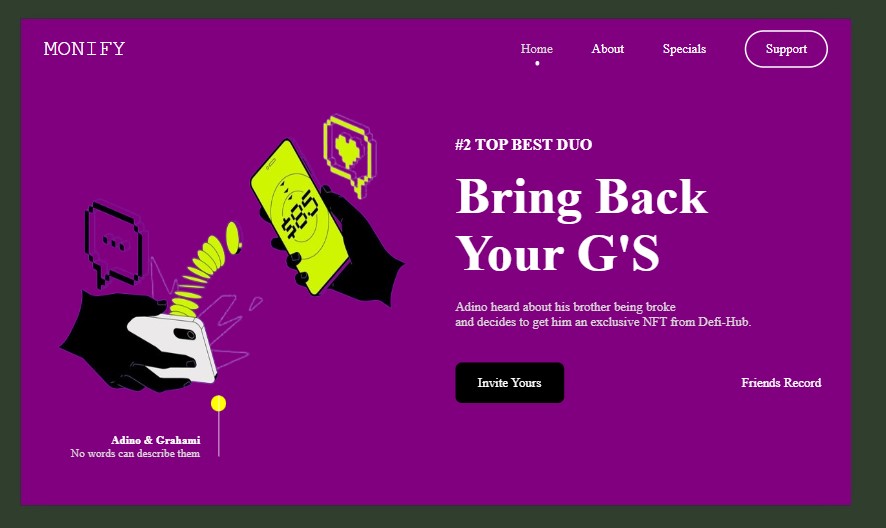 MONIFY
Home
About
Specials
Support
#2 TOP BEST DUO
Bring Back
Your G'S
$85
Adino heard about his brother being broke
and decides to get him an exclusive NFT from Defi-Hub.
Invite Yours
Friends Record
Adino & Grahami
No words can describe them